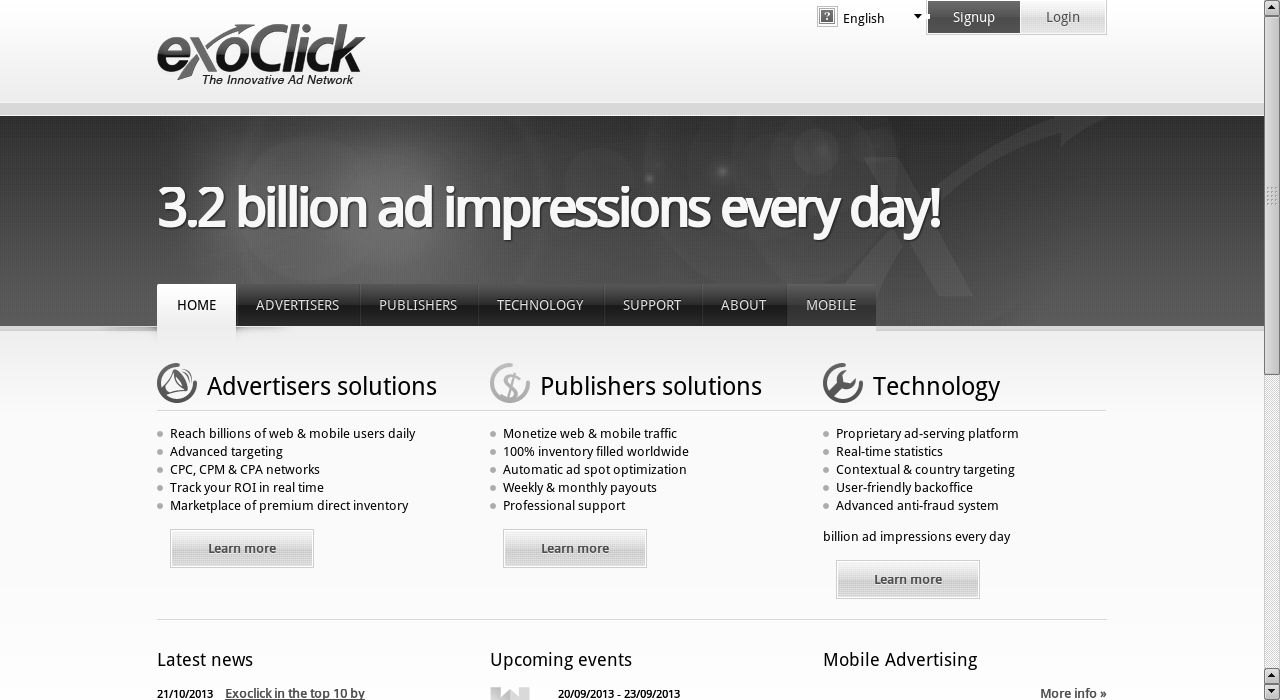 English
Signup
Login
exoClick
The Innovative Ad Network
3.2 billion ad impressions every day!
HOME
ADVERTISERS
PUBLISHERS
TECHNOLOGY
SUPPORT
ABOUT
MOBILE
Advertisers solutions
Reach billions of web & mobile users daily
Advanced targeting
CPC, CPM & CPA networks
Track your ROI in real time
Marketplace of premium direct inventory
Learn more
Publishers solutions
Monetize web & mobile traffic
100% inventory filled worldwide
Automatic ad spot optimization
Weekly & monthly payouts
Professional support
Learn more
Technology
Proprietary ad-serving platform
Real-time statistics
Contextual & country targeting
User-friendly backoffice
Advanced anti-fraud system
billion ad impressions every day
Learn more
Latest news
21/10/2013 Exoclick in the top 10 by
Upcoming events
20/09/2013 - 23/09/2013
Mobile Advertising
More info »